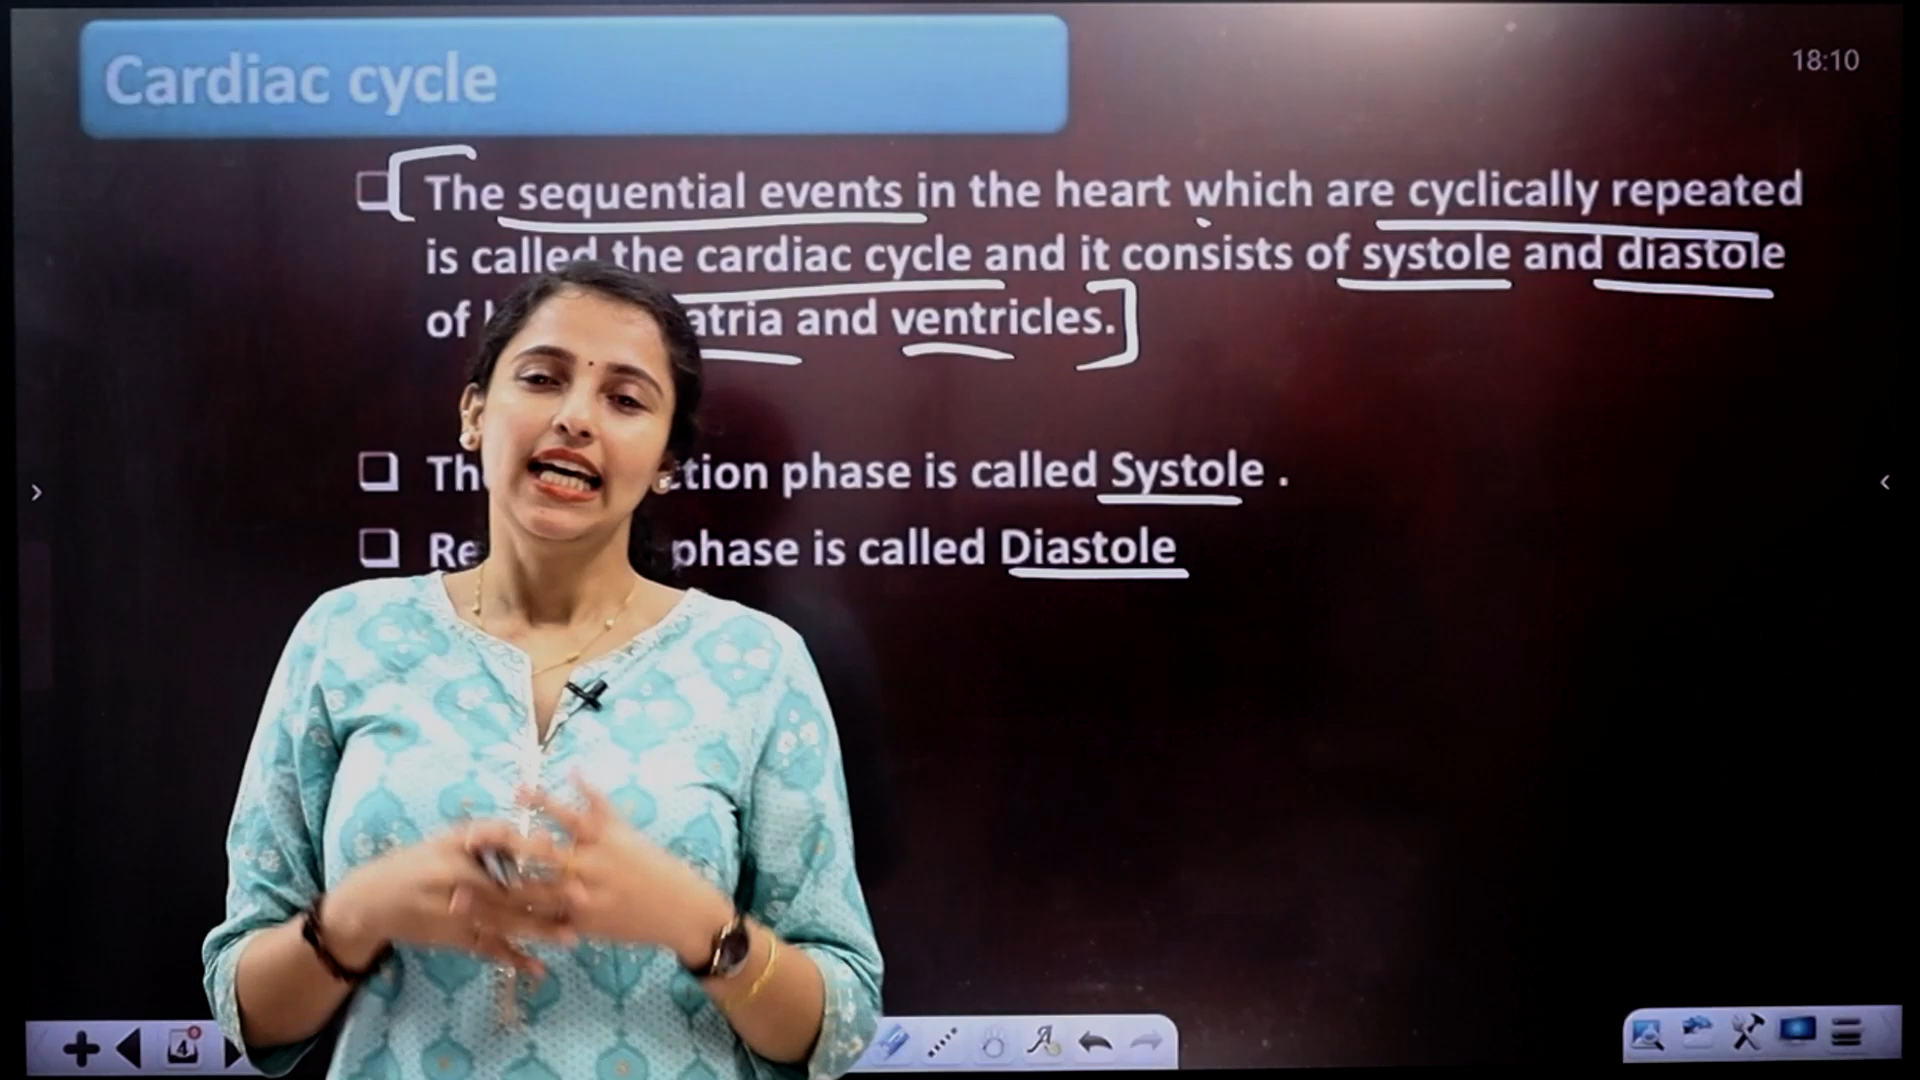 Cardiac cycle
18:10
The sequential events in the heart which are cyclically repeated
is called the cardiac cycle and it consists of systole and diastole
of atria and ventricles.
phase is called Systole .
phase is called Diastole
4